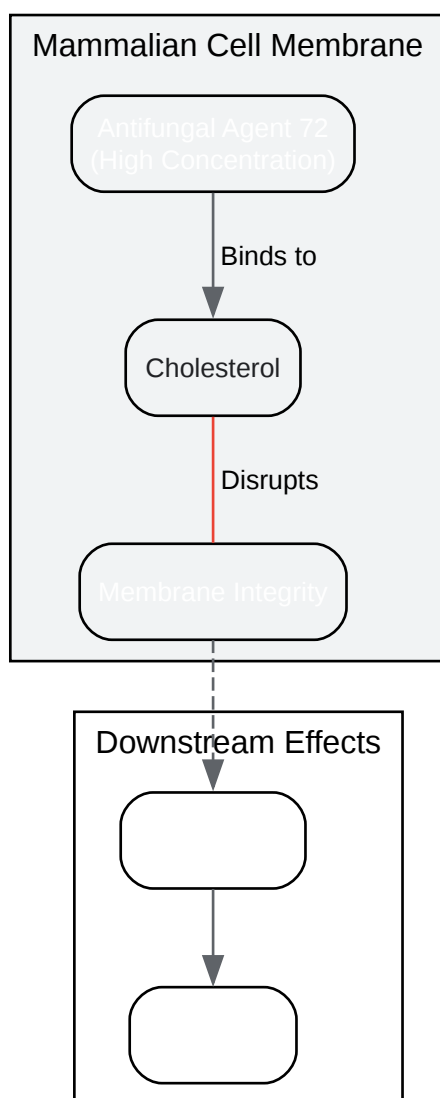 Mammalian Cell Membrane
Antifungal Agent 72
(High Concentration)
Binds to
Cholesterol
Disrupts
Membrane Integrity
Downstream Effects